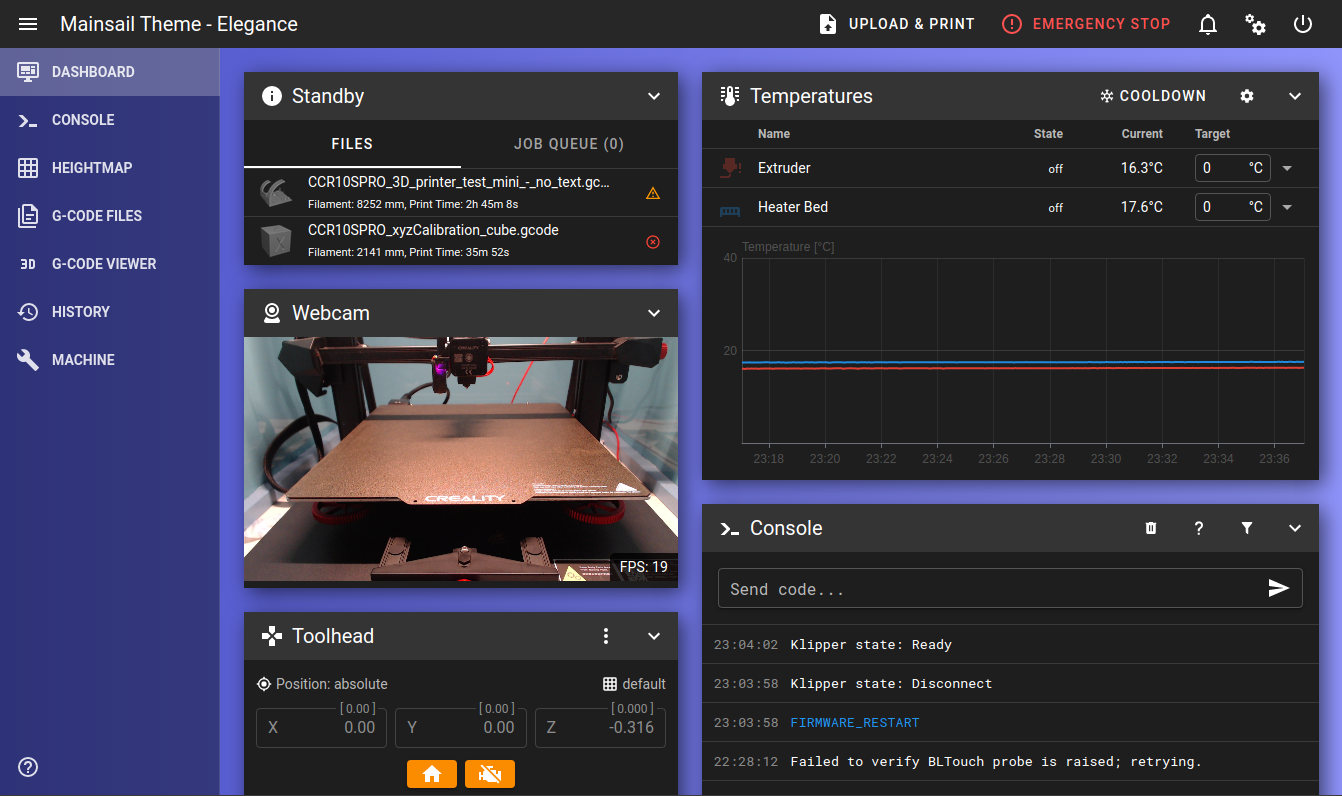 Mainsail Theme - Elegance
UPLOAD & PRINT
EMERGENCY STOP
DASHBOARD
CONSOLE
HEIGHTMAP
G-CODE FILES
3D G-CODE VIEWER
HISTORY
MACHINE
Standby
FILES
JOB QUEUE (0)
CCR10SPRO_3D_printer_test_mini_-_no_text.gc...
Filament: 8252 mm, Print Time: 2h 45m 8s
CCR10SPRO_xyzCalibration_cube.gcode
Filament: 2141 mm, Print Time: 35m 52s
Webcam
CREALITY
CREALITY
FPS: 19
Toolhead
Position: absolute
default
[ 0.00 ]
[ 0.00 ]
[ 0.000 ]
X 0.00
Y 0.00
Z -0.316
Temperatures
COOLDOWN
Name State Current Target
Extruder off 16.3°C 0 °C
Heater Bed off 17.6°C 0 °C
Temperature [°C]
40
20
23:18 23:20 23:22 23:24 23:26 23:28 23:30 23:32 23:34 23:36
Console
Send code...
23:04:02 Klipper state: Ready
23:03:58 Klipper state: Disconnect
23:03:58 FIRMWARE_RESTART
22:28:12 Failed to verify BLTouch probe is raised; retrying.